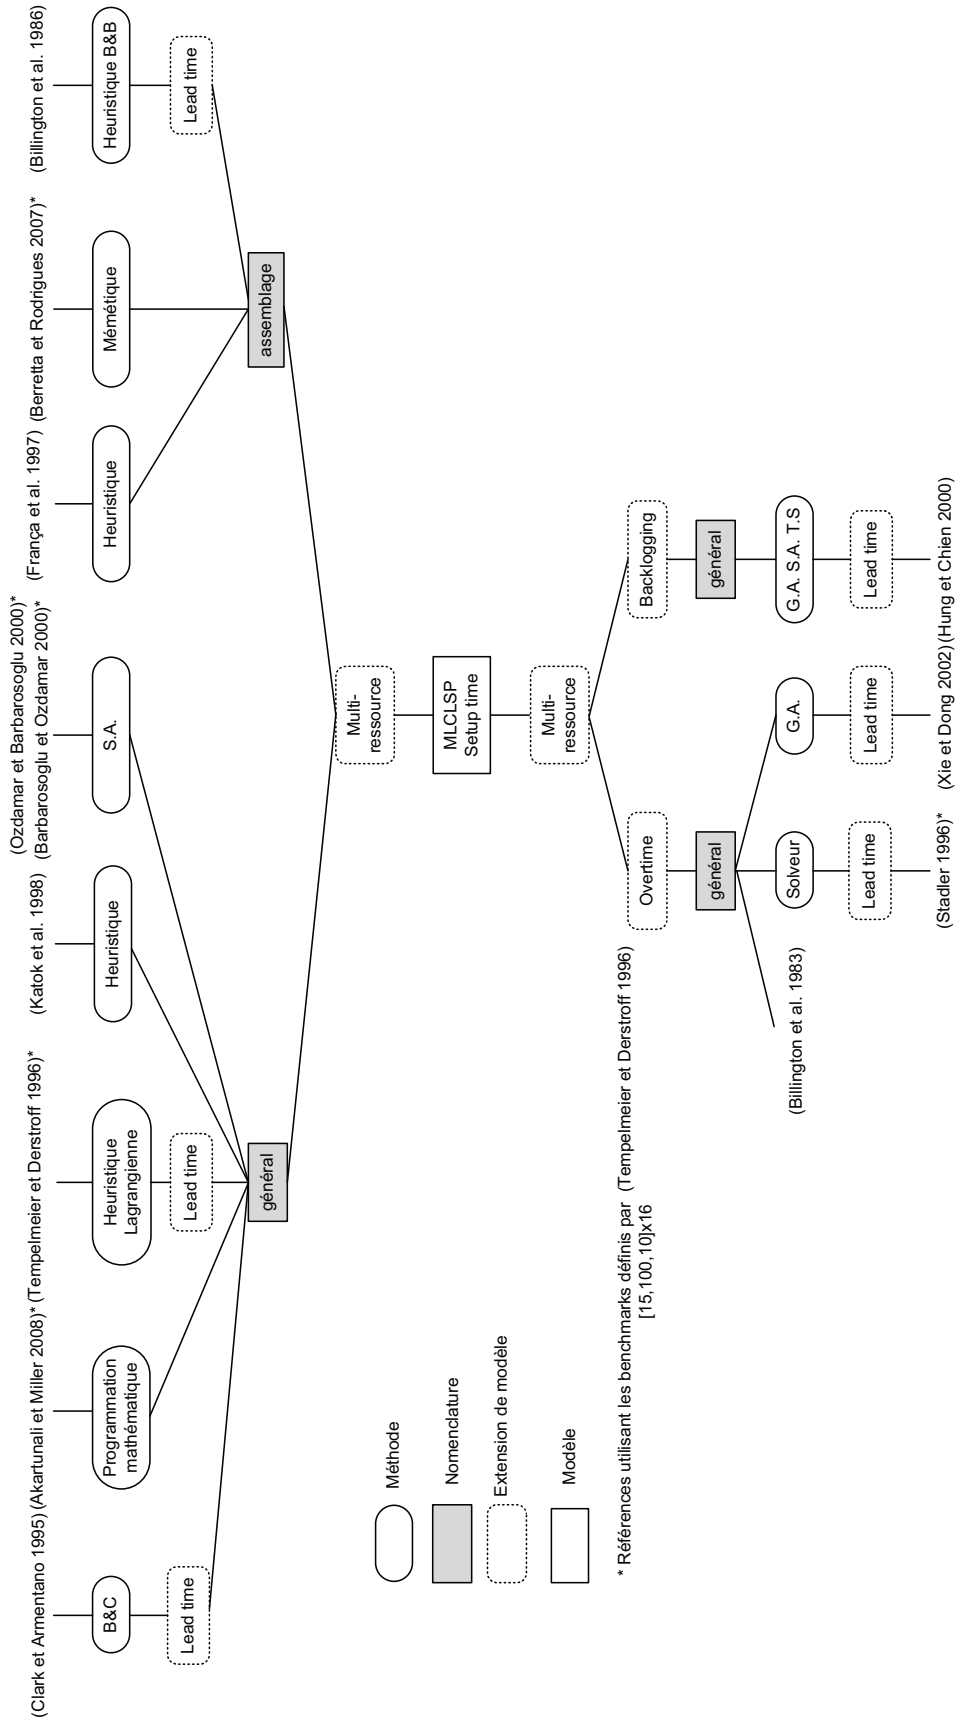 (Clark et Armentano 1995)
(Akartunali et Miller 2008)*
(Tempelmeier et Derstroff 1996)*
(Katok et al. 1998)
(Ozdamar et Barbarosoglu 2000)*
(Barbarosoglu et Ozdamar 2000)*
(França et al. 1997)
(Berretta et Rodrigues 2007)*
(Billington et al. 1986)
B&C
Programmation
mathématique
Heuristique
Lagrangienne
Heuristique
S.A.
Heuristique
Mémétique
Heuristique B&B
Lead time
Lead time
Lead time
général
assemblage
Multi-
ressource
MLCLSP
Setup time
Multi-
ressource
Overtime
Backlogging
général
général
(Billington et al. 1983)
Solveur
G.A.
G.A. S.A. T.S
Lead time
Lead time
Lead time
(Stadler 1996)*
(Xie et Dong 2002)
(Hung et Chien 2000)
Méthode
Nomenclature
Extension de modèle
Modèle
* Références utilisant les benchmarks définis par (Tempelmeier et Derstroff 1996)
[15,100,10]x16